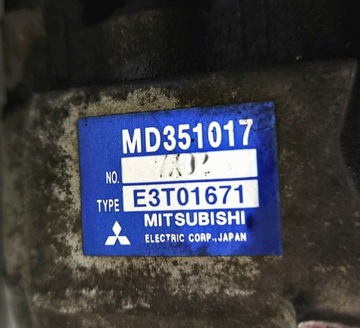 MD351017
NO.
TYPE E3T01671
MITSUBISHI
ELECTRIC CORP., JAPAN